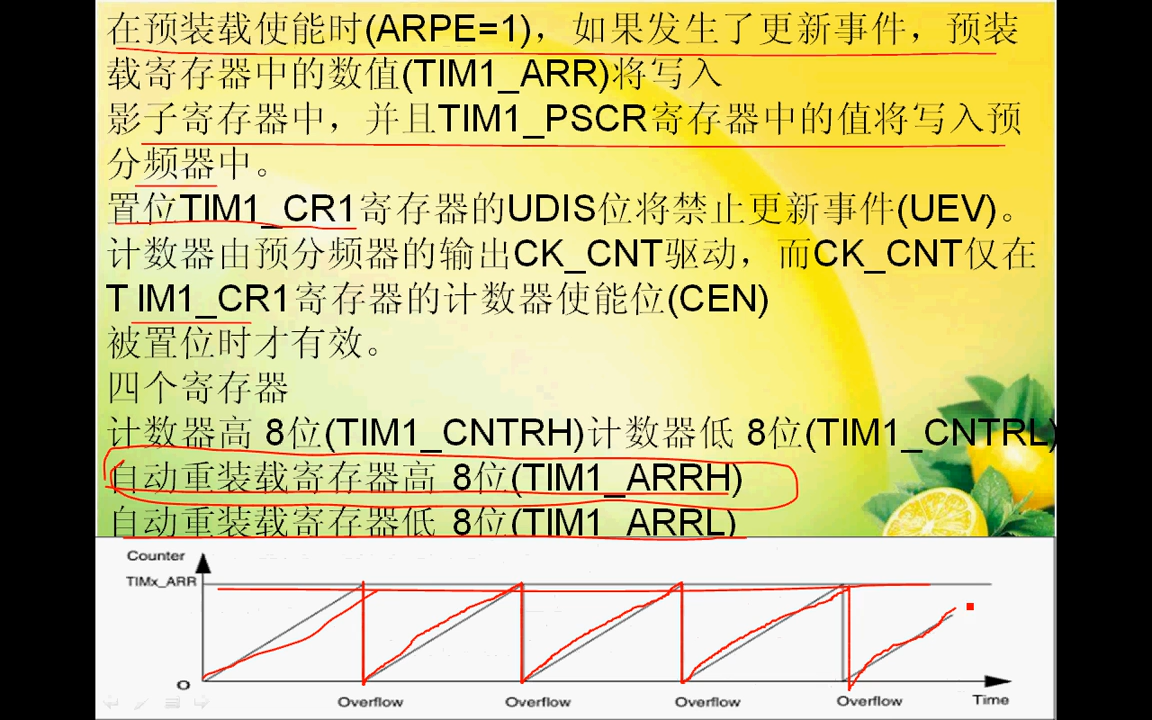 在预装载使能时(ARPE=1)，如果发生了更新事件，预装
载寄存器中的数值(TIM1_ARR)将写入
影子寄存器中，并且TIM1_PSCR寄存器中的值将写入预
分频器中。
置位TIM1_CR1寄存器的UDIS位将禁止更新事件(UEV)。
计数器由预分频器的输出CK_CNT驱动，而CK_CNT仅在
T IM1_CR1寄存器的计数器使能位(CEN)
被置位时才有效。
四个寄存器
计数器高 8位(TIM1_CNTRH)计数器低 8位(TIM1_CNTRL)
自动重装载寄存器高 8位(TIM1_ARRH)
自动重装载寄存器低 8位(TIM1_ARRL)
Counter
TIMx_ARR
0
Overflow Overflow Overflow Overflow Time